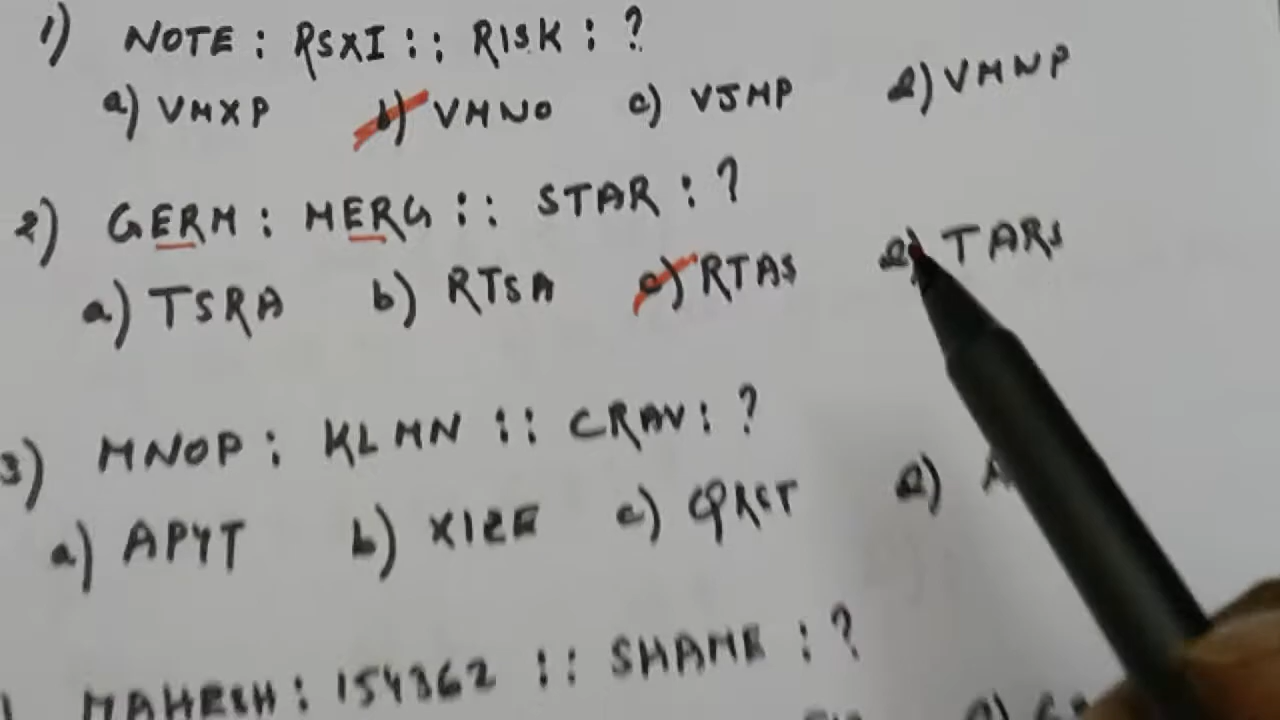 1) NOTE : RSXI :: RISK : ?
a) VMXP b) VMNO c) VJMP d) VMNP
2) GERM : MERG :: STAR : ?
a) TSRA b) RTSA c) RTAS d) TARS
3) MNOP : KLMN :: CRAV : ?
a) APYT b) XIZE c) QRST d)
MAHESH : 154362 :: SHAME : ?